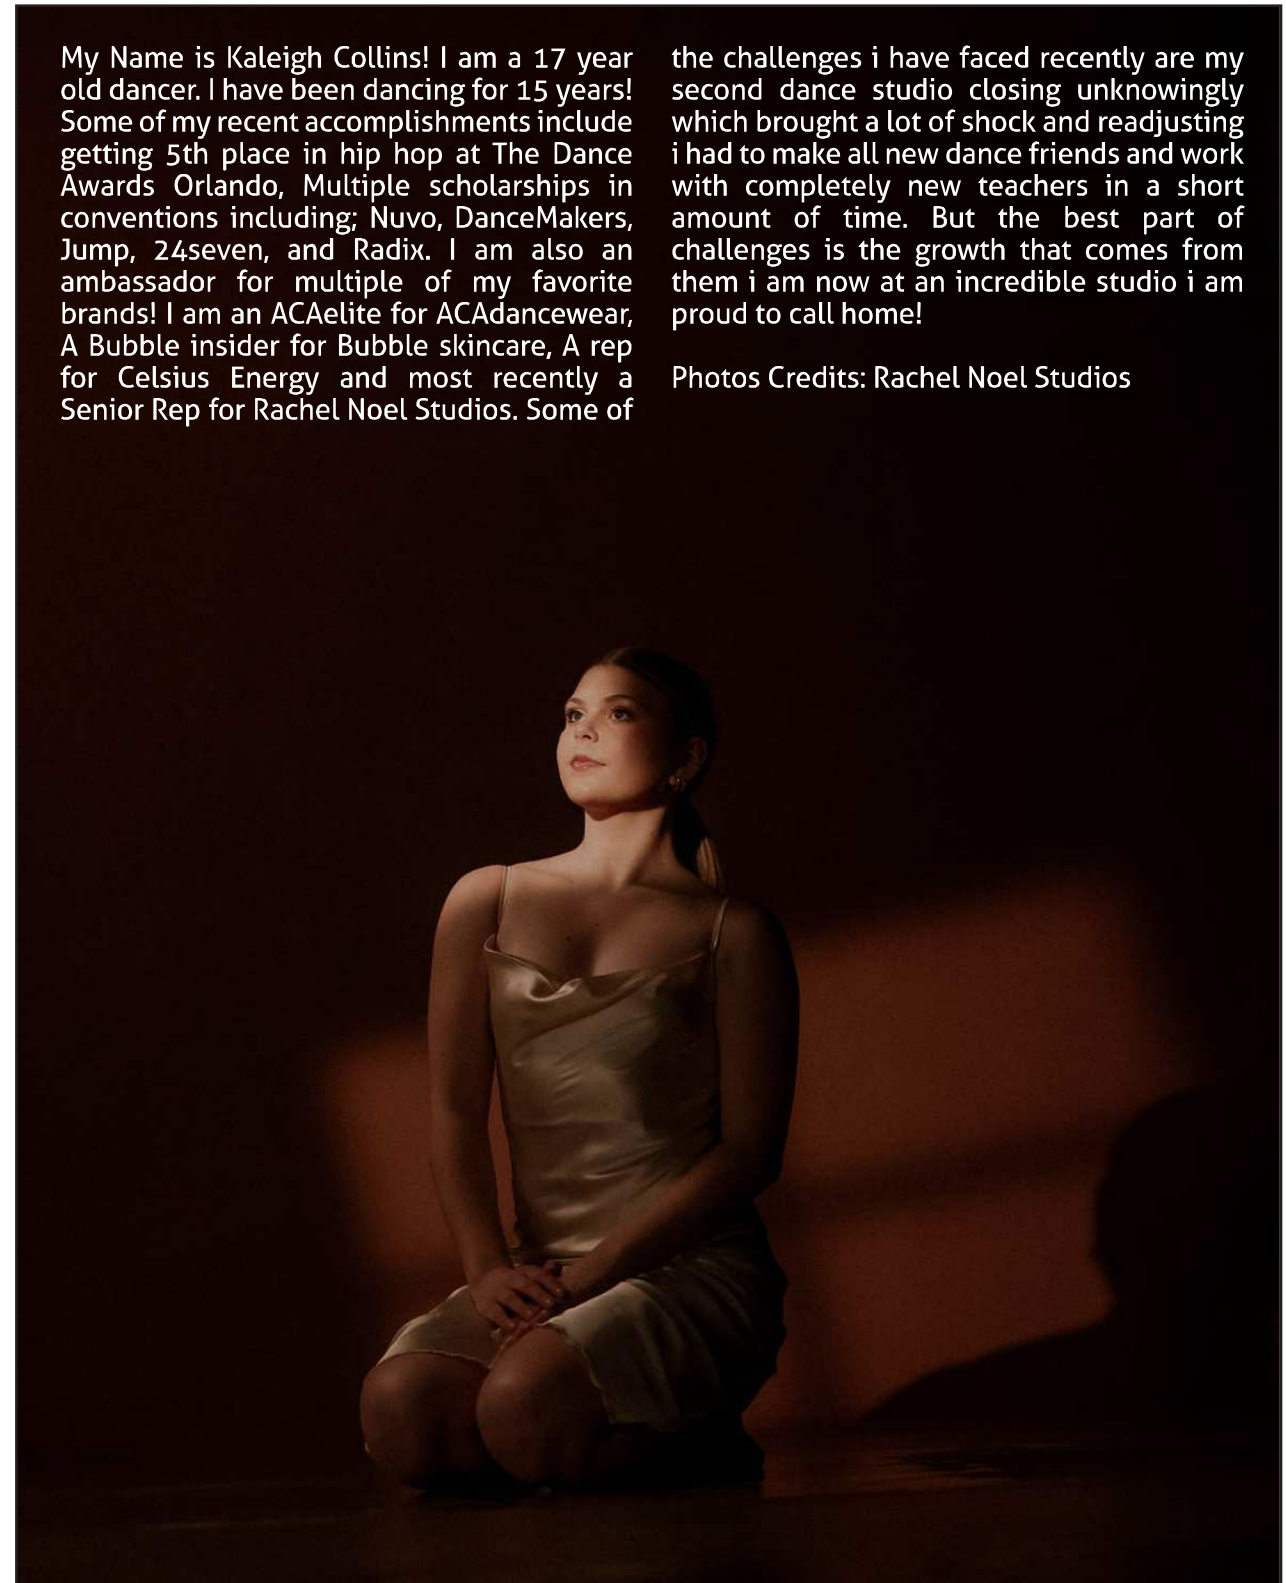 My Name is Kaleigh Collins! I am a 17 year
old dancer. I have been dancing for 15 years!
Some of my recent accomplishments include
getting 5th place in hip hop at The Dance
Awards Orlando, Multiple scholarships in
conventions including; Nuvo, DanceMakers,
Jump, 24seven, and Radix. I am also an
ambassador for multiple of my favorite
brands! I am an ACAelite for ACAdancewear,
A Bubble insider for Bubble skincare, A rep
for Celsius Energy and most recently a
Senior Rep for Rachel Noel Studios. Some of
the challenges i have faced recently are my
second dance studio closing unknowingly
which brought a lot of shock and readjusting
i had to make all new dance friends and work
with completely new teachers in a short
amount of time. But the best part of
challenges is the growth that comes from
them i am now at an incredible studio i am
proud to call home!
Photos Credits: Rachel Noel Studios